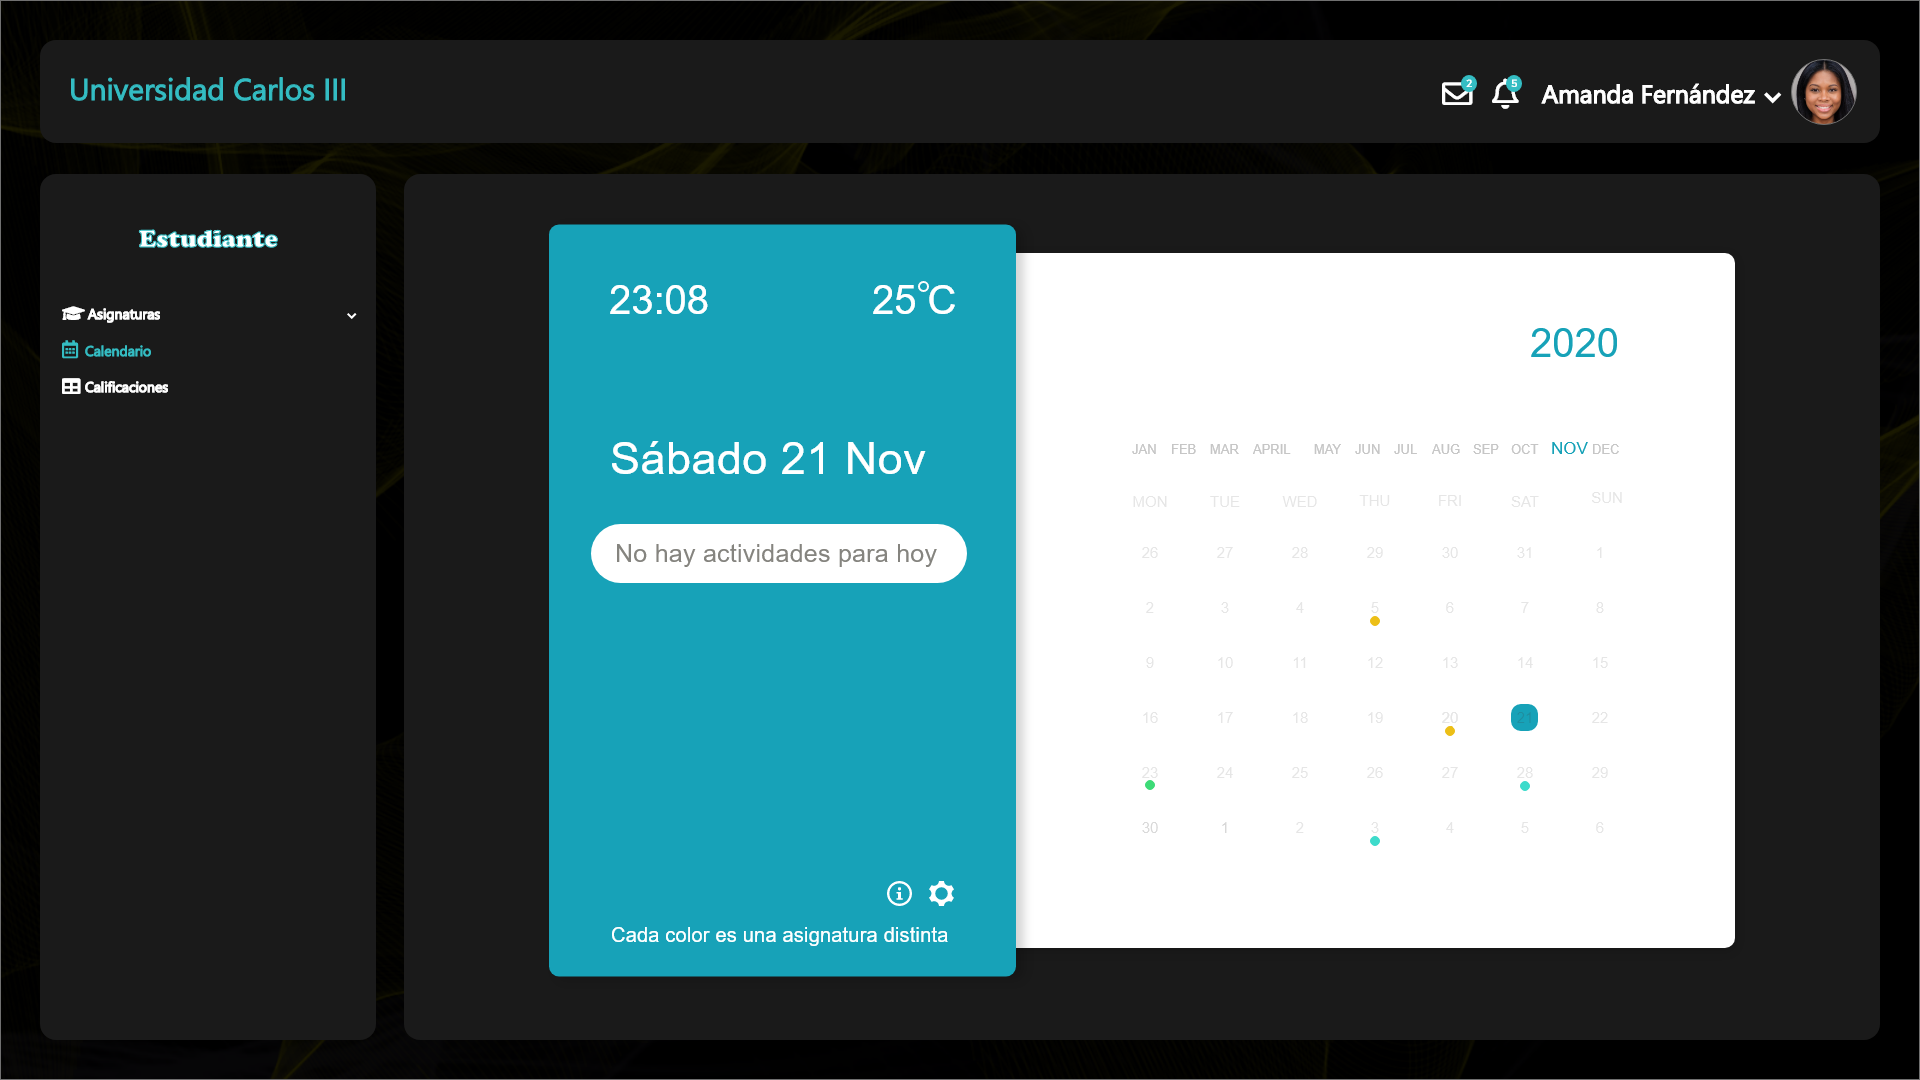 Universidad Carlos III
2
5
Amanda Fernández
Estudiante
Asignaturas
Calendario
Calificaciones
23:08
25°C
Sábado 21 Nov
No hay actividades para hoy
Cada color es una asignatura distinta
2020
JAN FEB MAR APRIL MAY JUN JUL AUG SEP OCT NOV DEC
MON TUE WED THU FRI SAT SUN
26 27 28 29 30 31 1
2 3 4 5 6 7 8
9 10 11 12 13 14 15
16 17 18 19 20 21 22
23 24 25 26 27 28 29
30 1 2 3 4 5 6